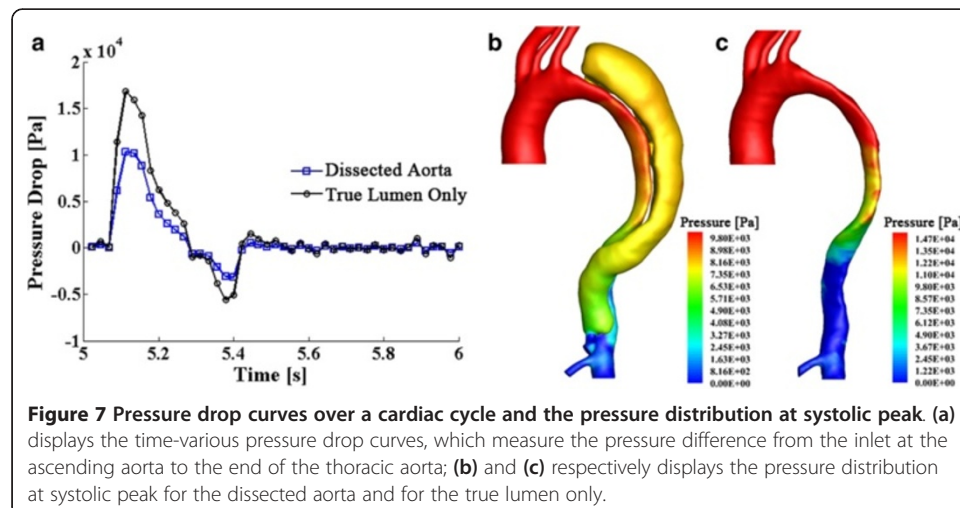 a
x 10^4
2
1.5
1
0.5
0
-0.5
-1
Pressure Drop [Pa]
Dissected Aorta
True Lumen Only
5 5.2 5.4 5.6 5.8 6
Time [s]
b
Pressure [Pa]
9.80E+03
8.98E+03
8.16E+03
7.35E+03
6.53E+03
5.71E+03
4.90E+03
4.08E+03
3.27E+03
2.45E+03
1.63E+03
8.16E+02
0.00E+00
c
Pressure [Pa]
1.47E+04
1.35E+04
1.22E+04
1.10E+04
9.80E+03
8.57E+03
7.35E+03
6.12E+03
4.90E+03
3.67E+03
2.45E+03
1.22E+03
0.00E+00
Figure 7 Pressure drop curves over a cardiac cycle and the pressure distribution at systolic peak. (a)
displays the time-various pressure drop curves, which measure the pressure difference from the inlet at the
ascending aorta to the end of the thoracic aorta; (b) and (c) respectively displays the pressure distribution
at systolic peak for the dissected aorta and for the true lumen only.